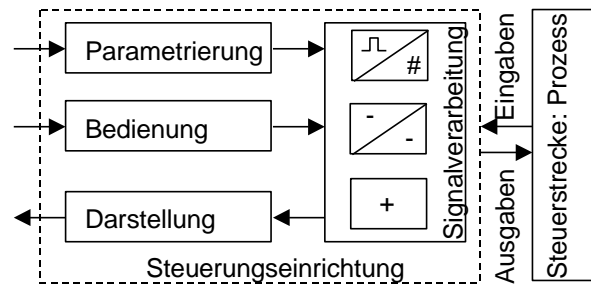 Parametrierung
#
Bedienung
-
-
Darstellung
+
Signalverarbeitung
Eingaben
Ausgaben
Steuerstrecke: Prozess
Steuerungseinrichtung